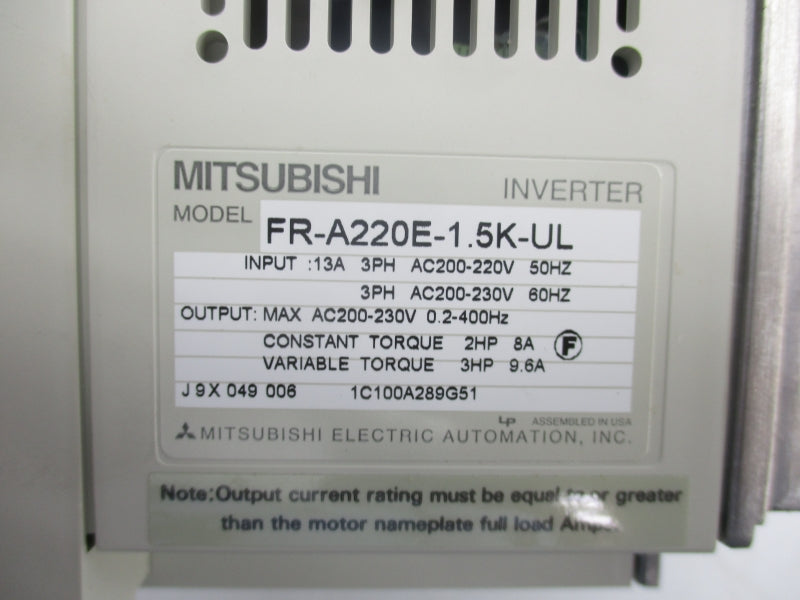 MITSUBISHI INVERTER
MODEL FR-A220E-1.5K-UL
INPUT :13A 3PH AC200-220V 50HZ
3PH AC200-230V 60HZ
OUTPUT: MAX AC200-230V 0.2-400Hz
CONSTANT TORQUE 2HP 8A F
VARIABLE TORQUE 3HP 9.6A
J9X 049 006 1C100A289G51
LP ASSEMBLED IN USA
MITSUBISHI ELECTRIC AUTOMATION, INC.
Note:Output current rating must be equal to or greater
than the motor nameplate full load